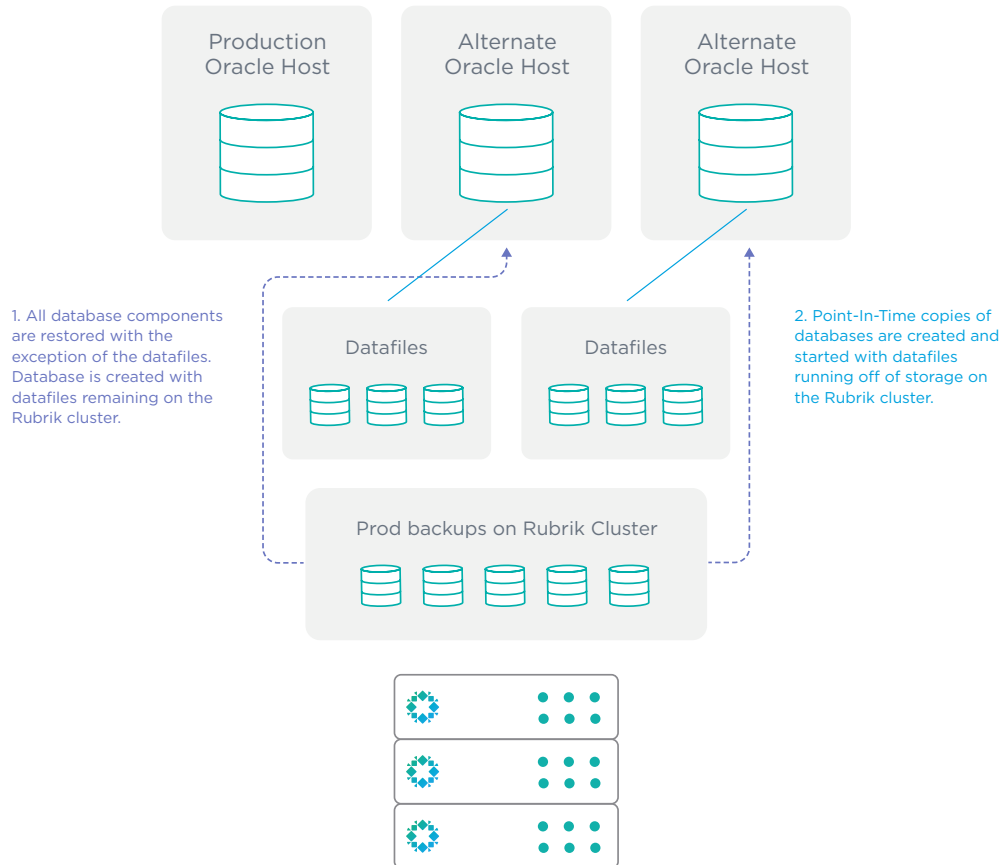 Production
Oracle Host
Alternate
Oracle Host
Alternate
Oracle Host
1. All database components
are restored with the
exception of the datafiles.
Database is created with
datafiles remaining on the
Rubrik cluster.
Datafiles
Datafiles
2. Point-In-Time copies of
databases are created and
started with datafiles
running off of storage on
the Rubrik cluster.
Prod backups on Rubrik Cluster